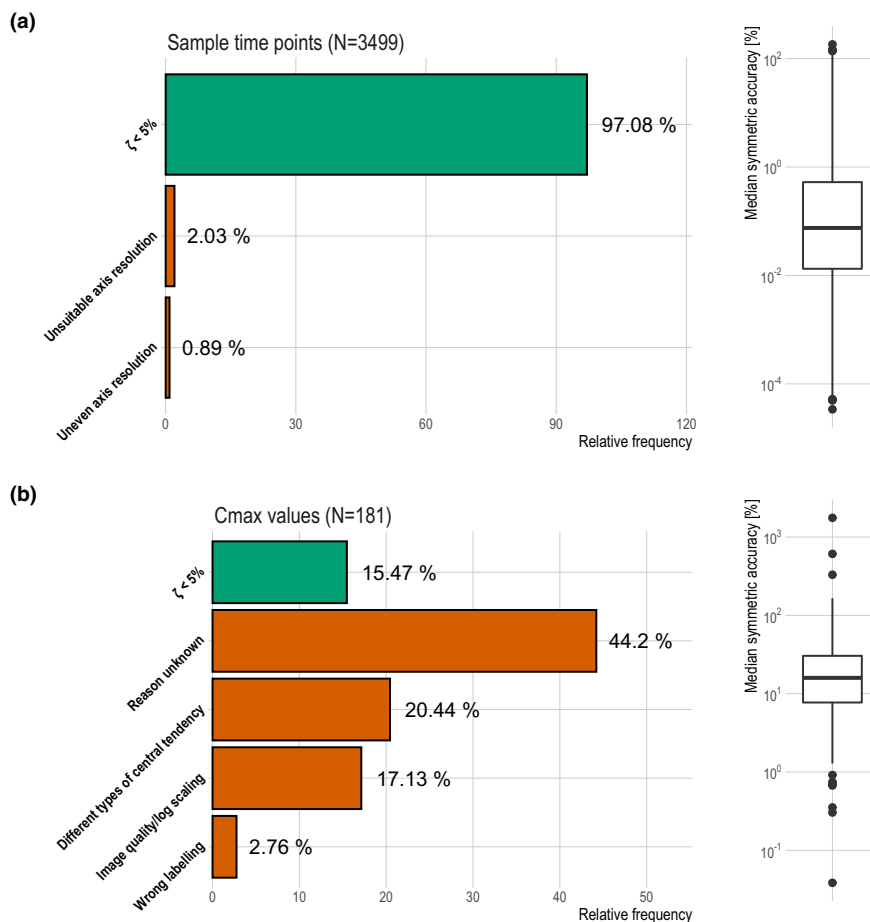 (a)
Sample time points (N=3499)
ζ < 5%
97.08 %
Unsuitable axis resolution
2.03 %
Uneven axis resolution
0.89 %
0 30 60 90 120
Relative frequency
Median symmetric accuracy [%]
10²
10⁰
10⁻²
10⁻⁴
(b)
Cmax values (N=181)
ζ < 5%
15.47 %
Reason unknown
44.2 %
Different types of central tendency
20.44 %
Image quality/log scaling
17.13 %
Wrong labelling
2.76 %
0 10 20 30 40 50
Relative frequency
Median symmetric accuracy [%]
10³
10²
10¹
10⁰
10⁻¹